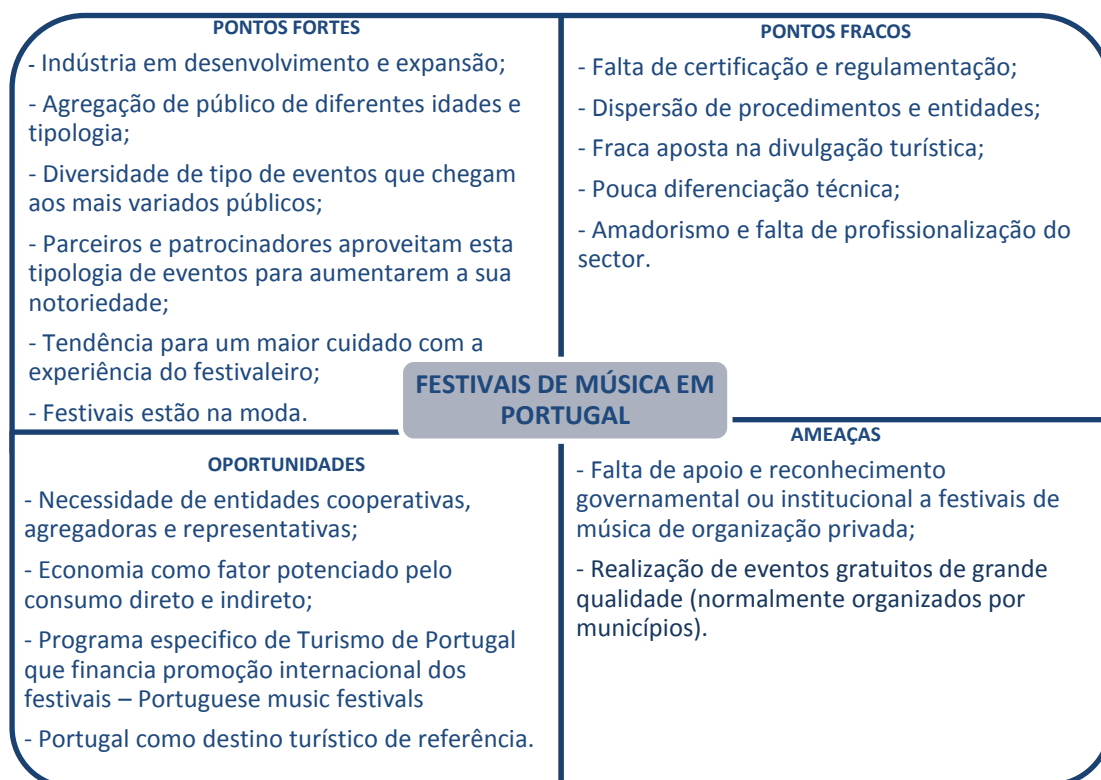 PONTOS FORTES
- Indústria em desenvolvimento e expansão;
- Agregação de público de diferentes idades e
tipologia;
- Diversidade de tipo de eventos que chegam
aos mais variados públicos;
- Parceiros e patrocinadores aproveitam esta
tipologia de eventos para aumentarem a sua
notoriedade;
- Tendência para um maior cuidado com a
experiência do festivaleiro;
- Festivais estão na moda.
PONTOS FRACOS
- Falta de certificação e regulamentação;
- Dispersão de procedimentos e entidades;
- Fraca aposta na divulgação turística;
- Pouca diferenciação técnica;
- Amadorismo e falta de profissionalização do
sector.
FESTIVAIS DE MÚSICA EM
PORTUGAL
OPORTUNIDADES
- Necessidade de entidades cooperativas,
agregadoras e representativas;
- Economia como fator potenciado pelo
consumo direto e indireto;
- Programa especifico de Turismo de Portugal
que financia promoção internacional dos
festivais – Portuguese music festivals
- Portugal como destino turístico de referência.
AMEAÇAS
- Falta de apoio e reconhecimento
governamental ou institucional a festivais de
música de organização privada;
- Realização de eventos gratuitos de grande
qualidade (normalmente organizados por
municípios).